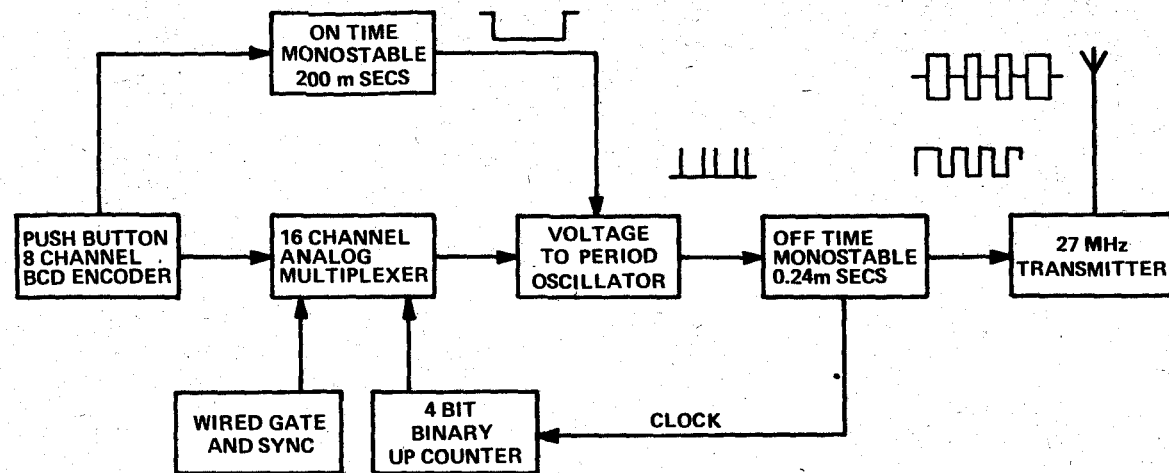 ON TIME
MONOSTABLE
200 m SECS
PUSH BUTTON
8 CHANNEL
BCD ENCODER
16 CHANNEL
ANALOG
MULTIPLEXER
VOLTAGE
TO PERIOD
OSCILLATOR
OFF TIME
MONOSTABLE
0.24m SECS
27 MHz
TRANSMITTER
WIRED GATE
AND SYNC
4 BIT
BINARY
UP COUNTER
CLOCK